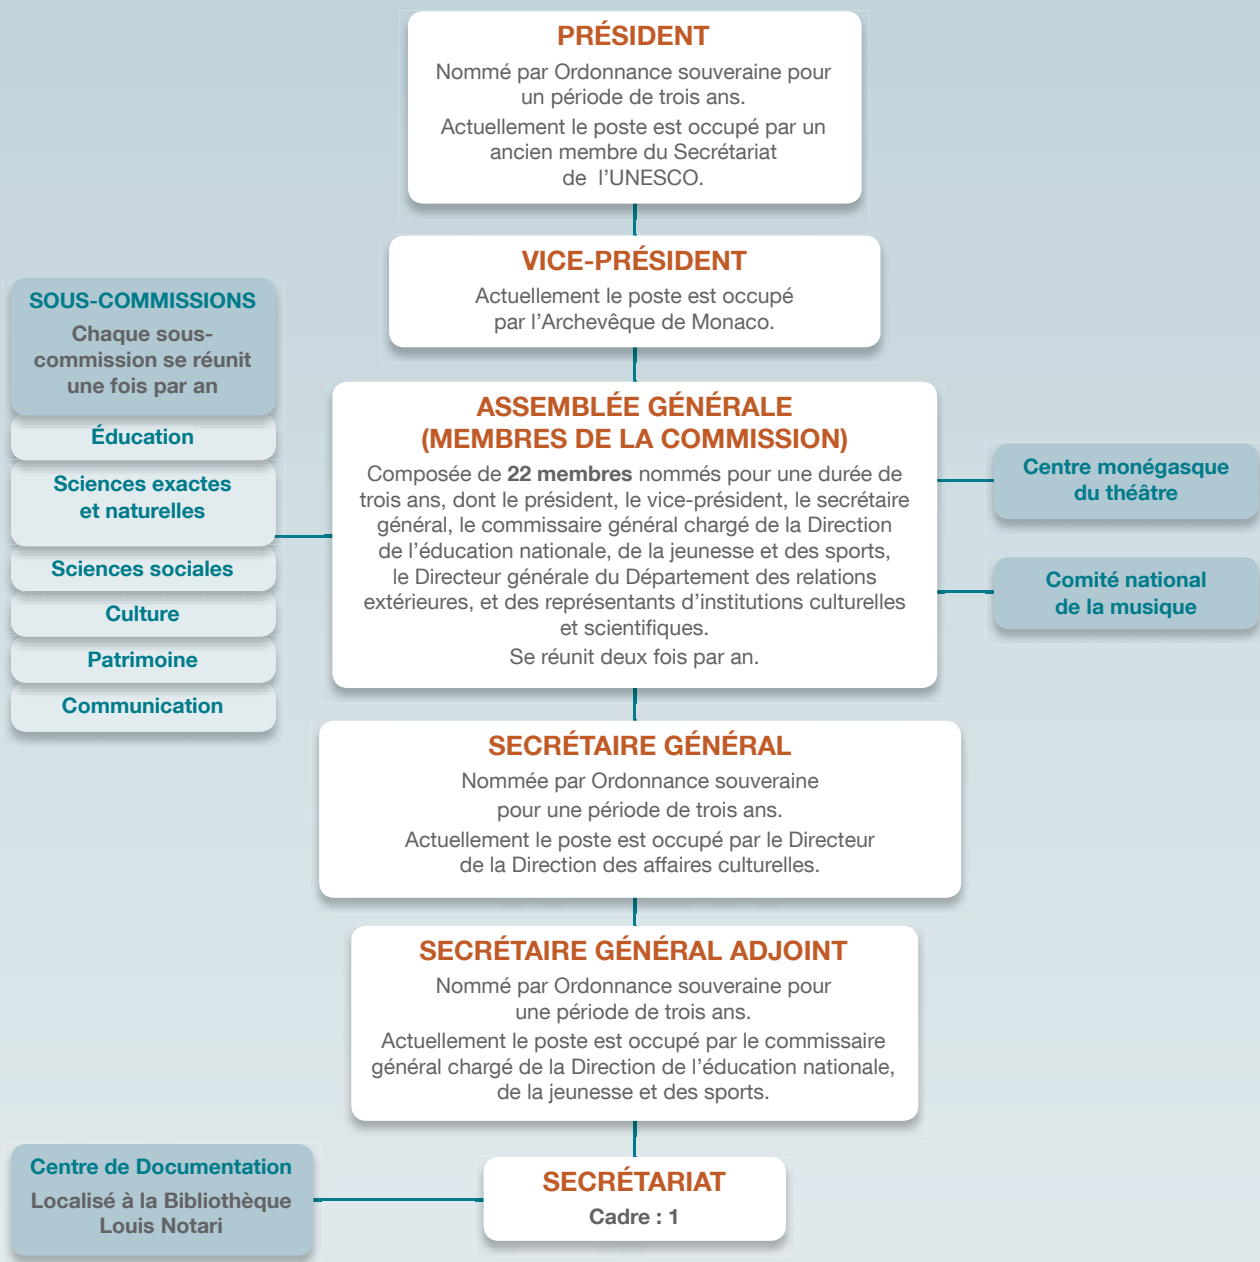 PRÉSIDENT
Nommé par Ordonnance souveraine pour
un période de trois ans.
Actuellement le poste est occupé par un
ancien membre du Secrétariat
de l'UNESCO.
VICE-PRÉSIDENT
Actuellement le poste est occupé
par l'Archevêque de Monaco.
SOUS-COMMISSIONS
Chaque sous-
commission se réunit
une fois par an
Éducation
Sciences exactes
et naturelles
Sciences sociales
Culture
Patrimoine
Communication
ASSEMBLÉE GÉNÉRALE
(MEMBRES DE LA COMMISSION)
Composée de 22 membres nommés pour une durée de
trois ans, dont le président, le vice-président, le secrétaire
général, le commissaire général chargé de la Direction
de l'éducation nationale, de la jeunesse et des sports,
le Directeur générale du Département des relations
extérieures, et des représentants d'institutions culturelles
et scientifiques.
Se réunit deux fois par an.
Centre monégasque
du théâtre
Comité national
de la musique
SECRÉTAIRE GÉNÉRAL
Nommée par Ordonnance souveraine
pour une période de trois ans.
Actuellement le poste est occupé par le Directeur
de la Direction des affaires culturelles.
SECRÉTAIRE GÉNÉRAL ADJOINT
Nommé par Ordonnance souveraine pour
une période de trois ans.
Actuellement le poste est occupé par le commissaire
général chargé de la Direction de l'éducation nationale,
de la jeunesse et des sports.
Centre de Documentation
Localisé à la Bibliothèque
Louis Notari
SECRÉTARIAT
Cadre : 1